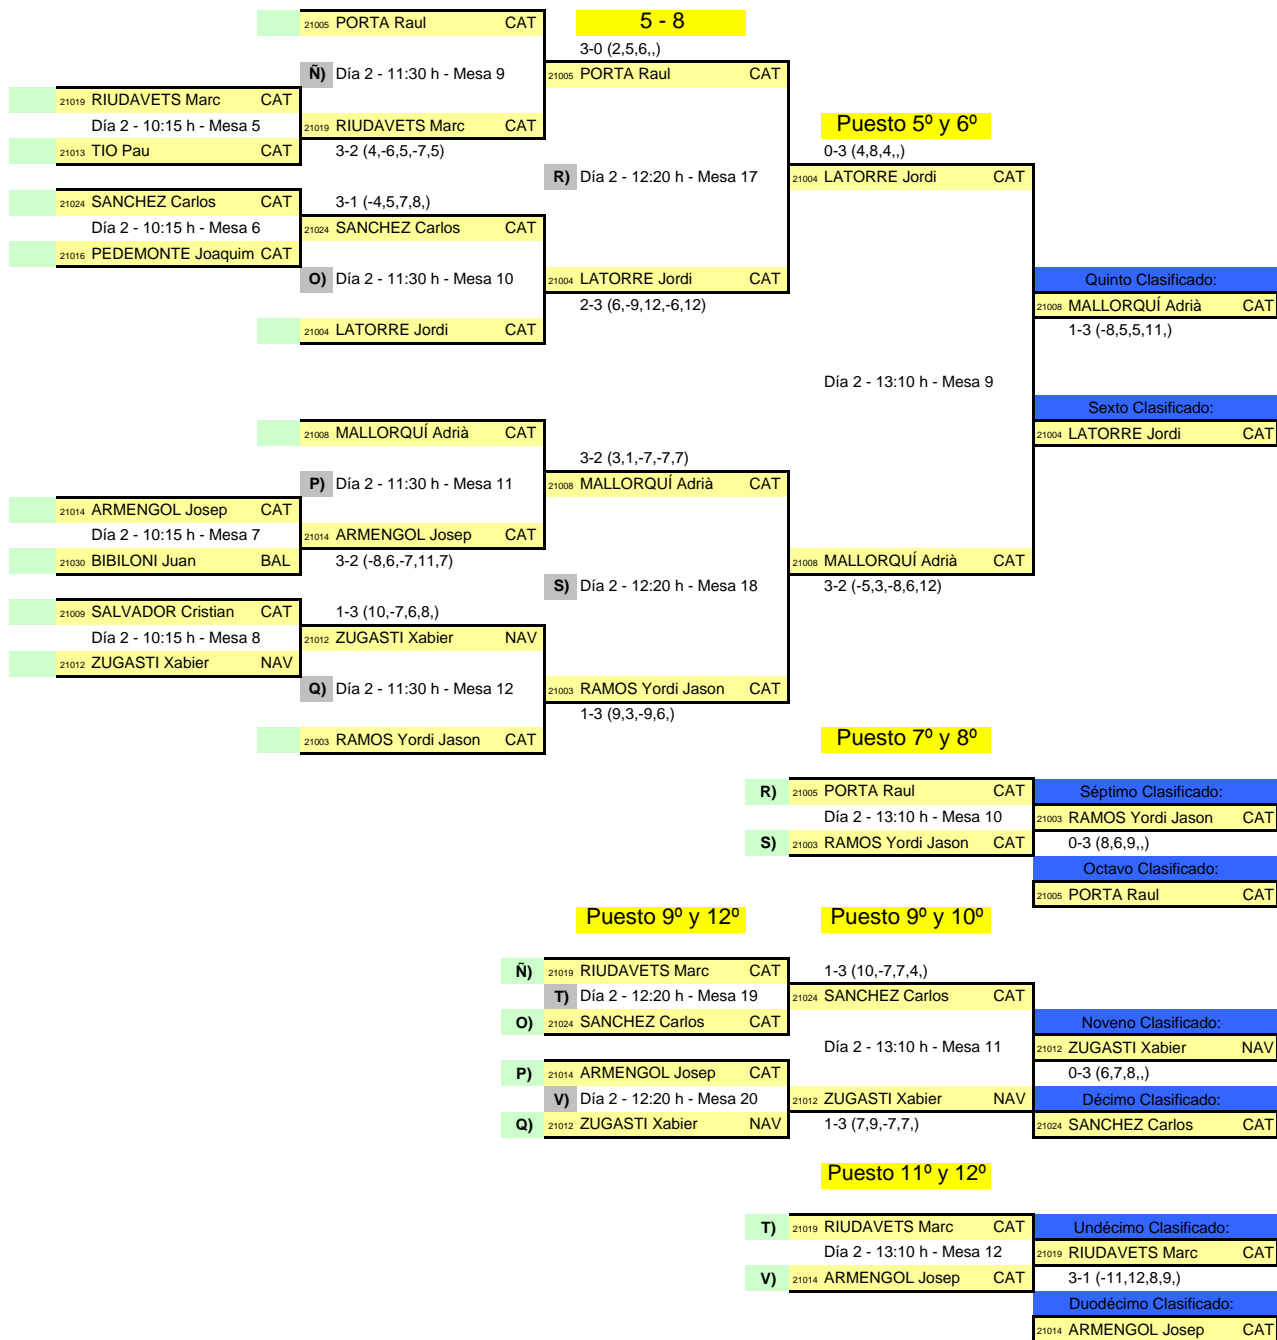 21005 PORTA Raul CAT
5 - 8
3-0 (2,5,6,,)
Ñ) Día 2 - 11:30 h - Mesa 9
21005 PORTA Raul CAT
21019 RIUDAVETS Marc CAT
Día 2 - 10:15 h - Mesa 5
21019 RIUDAVETS Marc CAT
Puesto 5º y 6º
21013 TIO Pau CAT
3-2 (4,-6,5,-7,5)
0-3 (4,8,4,,)
R) Día 2 - 12:20 h - Mesa 17
21004 LATORRE Jordi CAT
21024 SANCHEZ Carlos CAT
3-1 (-4,5,7,8,)
Día 2 - 10:15 h - Mesa 6
21024 SANCHEZ Carlos CAT
21016 PEDEMONTE Joaquim CAT
O) Día 2 - 11:30 h - Mesa 10
21004 LATORRE Jordi CAT
Quinto Clasificado:
2-3 (6,-9,12,-6,12)
21008 MALLORQUÍ Adrià CAT
21004 LATORRE Jordi CAT
1-3 (-8,5,5,11,)
Día 2 - 13:10 h - Mesa 9
Sexto Clasificado:
21008 MALLORQUÍ Adrià CAT
21004 LATORRE Jordi CAT
3-2 (3,1,-7,-7,7)
P) Día 2 - 11:30 h - Mesa 11
21008 MALLORQUÍ Adrià CAT
21014 ARMENGOL Josep CAT
Día 2 - 10:15 h - Mesa 7
21014 ARMENGOL Josep CAT
21030 BIBILONI Juan BAL
3-2 (-8,6,-7,11,7)
21008 MALLORQUÍ Adrià CAT
S) Día 2 - 12:20 h - Mesa 18
3-2 (-5,3,-8,6,12)
21009 SALVADOR Cristian CAT
1-3 (10,-7,6,8,)
Día 2 - 10:15 h - Mesa 8
21012 ZUGASTI Xabier NAV
21012 ZUGASTI Xabier NAV
Q) Día 2 - 11:30 h - Mesa 12
21003 RAMOS Yordi Jason CAT
1-3 (9,3,-9,6,)
21003 RAMOS Yordi Jason CAT
Puesto 7º y 8º
R) 21005 PORTA Raul CAT
Séptimo Clasificado:
Día 2 - 13:10 h - Mesa 10
21003 RAMOS Yordi Jason CAT
S) 21003 RAMOS Yordi Jason CAT
0-3 (8,6,9,,)
Octavo Clasificado:
21005 PORTA Raul CAT
Puesto 9º y 12º
Puesto 9º y 10º
Ñ) 21019 RIUDAVETS Marc CAT
1-3 (10,-7,7,4,)
T) Día 2 - 12:20 h - Mesa 19
21024 SANCHEZ Carlos CAT
O) 21024 SANCHEZ Carlos CAT
Noveno Clasificado:
Día 2 - 13:10 h - Mesa 11
21012 ZUGASTI Xabier NAV
P) 21014 ARMENGOL Josep CAT
0-3 (6,7,8,,)
V) Día 2 - 12:20 h - Mesa 20
21012 ZUGASTI Xabier NAV
Décimo Clasificado:
Q) 21012 ZUGASTI Xabier NAV
1-3 (7,9,-7,7,)
21024 SANCHEZ Carlos CAT
Puesto 11º y 12º
T) 21019 RIUDAVETS Marc CAT
Undécimo Clasificado:
Día 2 - 13:10 h - Mesa 12
21019 RIUDAVETS Marc CAT
V) 21014 ARMENGOL Josep CAT
3-1 (-11,12,8,9,)
Duodécimo Clasificado:
21014 ARMENGOL Josep CAT